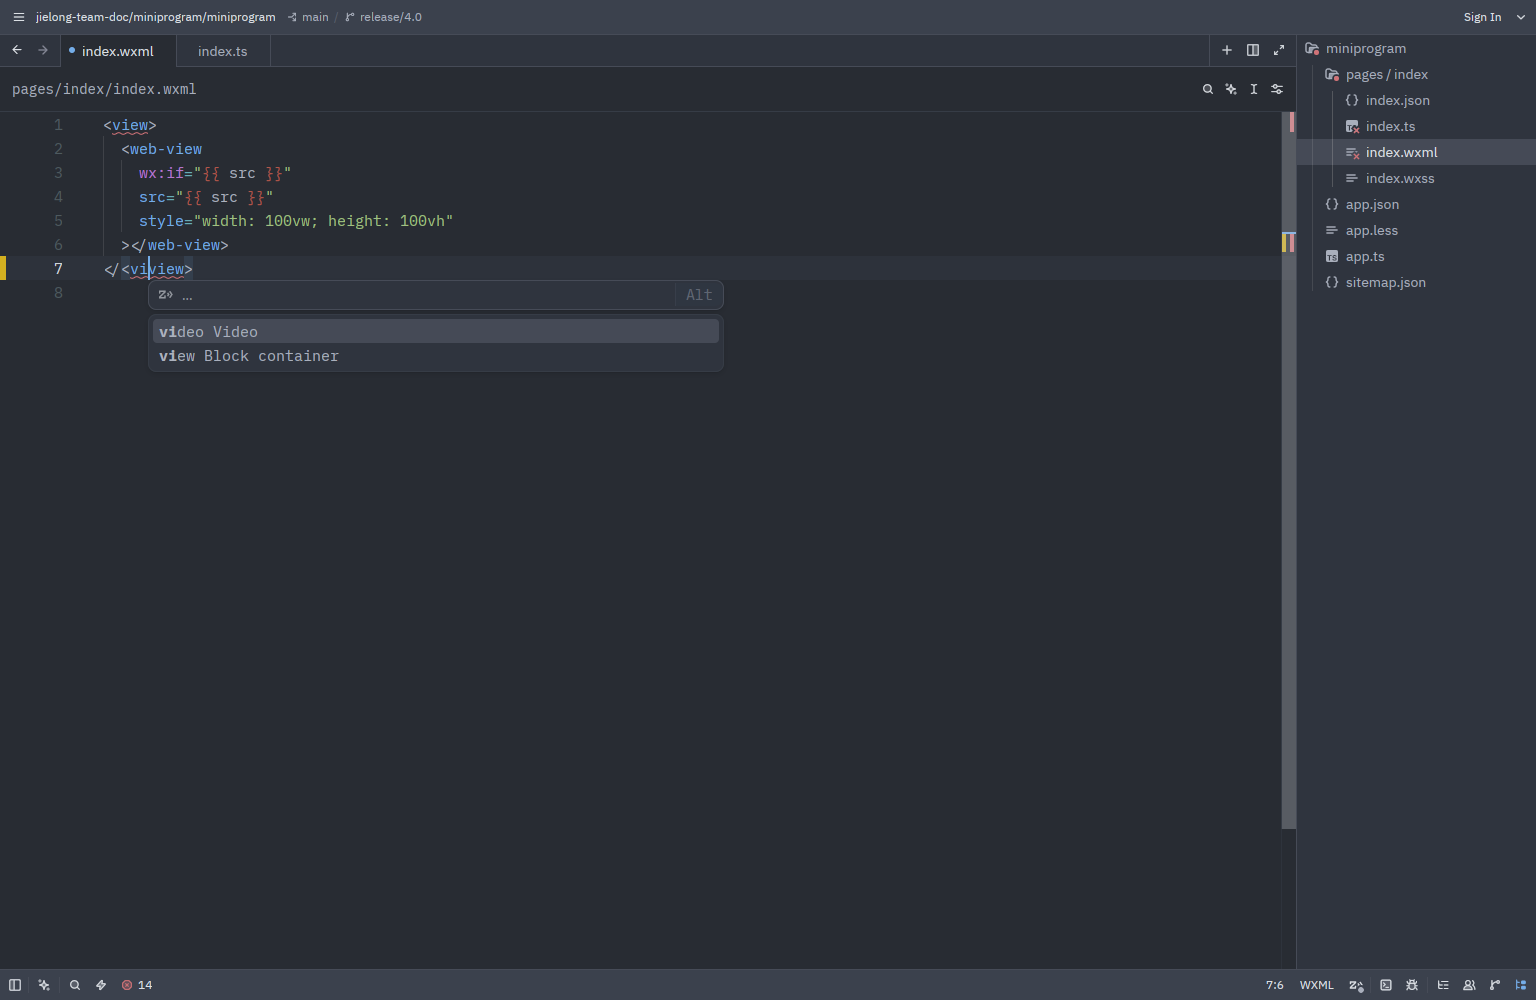 jielong-team-doc/miniprogram/miniprogram main / release/4.0 Sign In
index.wxml index.ts
pages/index/index.wxml
1 <view>
2 <web-view
3 wx:if="{{ src }}"
4 src="{{ src }}"
5 style="width: 100vw; height: 100vh"
6 ></web-view>
7 </<viview>
8
... Alt
video Video
view Block container
miniprogram
pages / index
index.json
index.ts
index.wxml
index.wxss
app.json
app.less
app.ts
sitemap.json
14 7:6 WXML